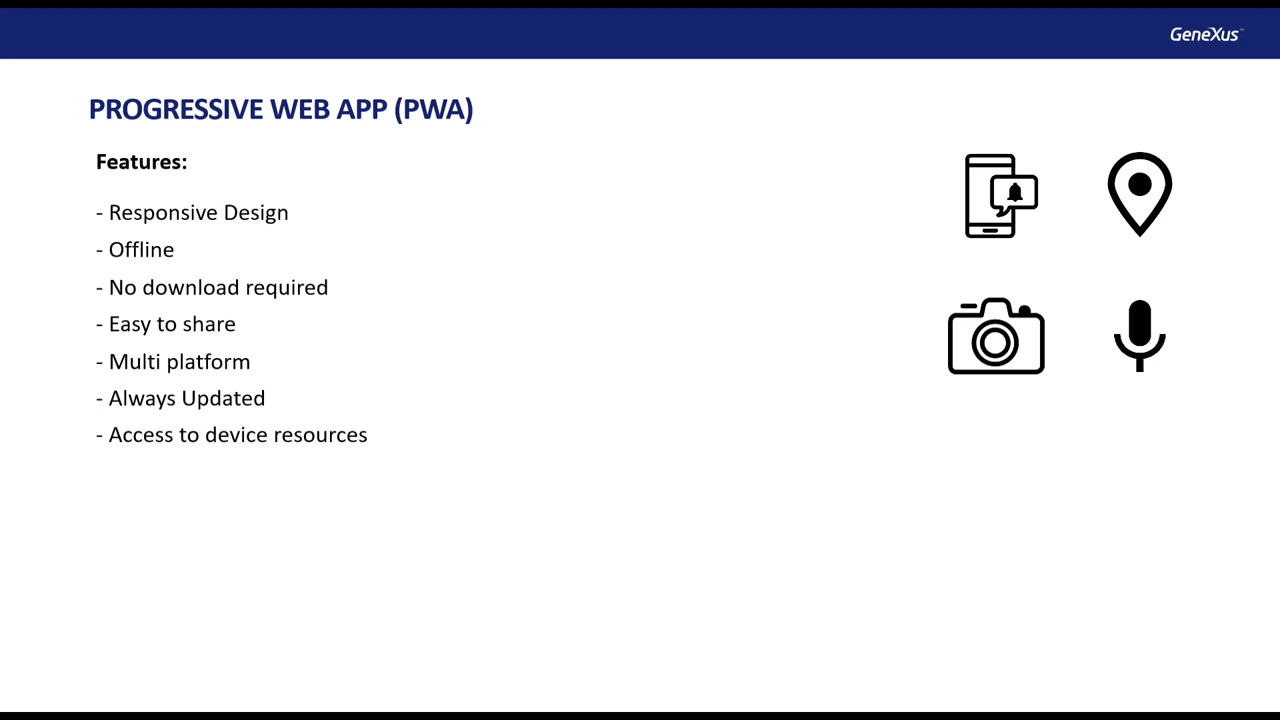 GeneXus™
PROGRESSIVE WEB APP (PWA)
Features:
- Responsive Design
- Offline
- No download required
- Easy to share
- Multi platform
- Always Updated
- Access to device resources